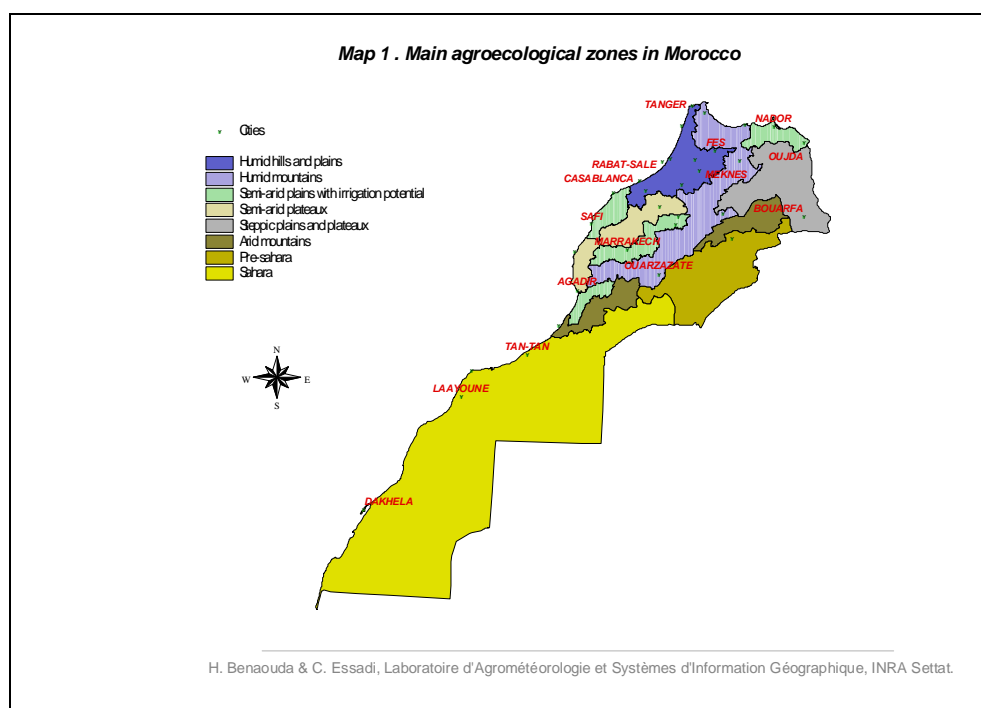 Map 1 . Main agroecological zones in Morocco
TANGER
NADOR
Cities
FES
OUJDA
Humid hills and plains
RABAT-SALE
Humid mountains
MEKNES
CASABLANCA
Semi-arid plains with irrigation potential
Semi-arid plateaux
BOUARFA
SAFI
Steppic plains and plateaux
Arid mountains
MARRAKECH
Pre-sahara
OUARZAZATE
Sahara
AGADIR
TAN-TAN
N
W E
S
LAAYOUNE
DAKHELA
H. Benaouda & C. Essadi, Laboratoire d'Agrométéorologie et Systèmes d'Information Géographique, INRA Settat.